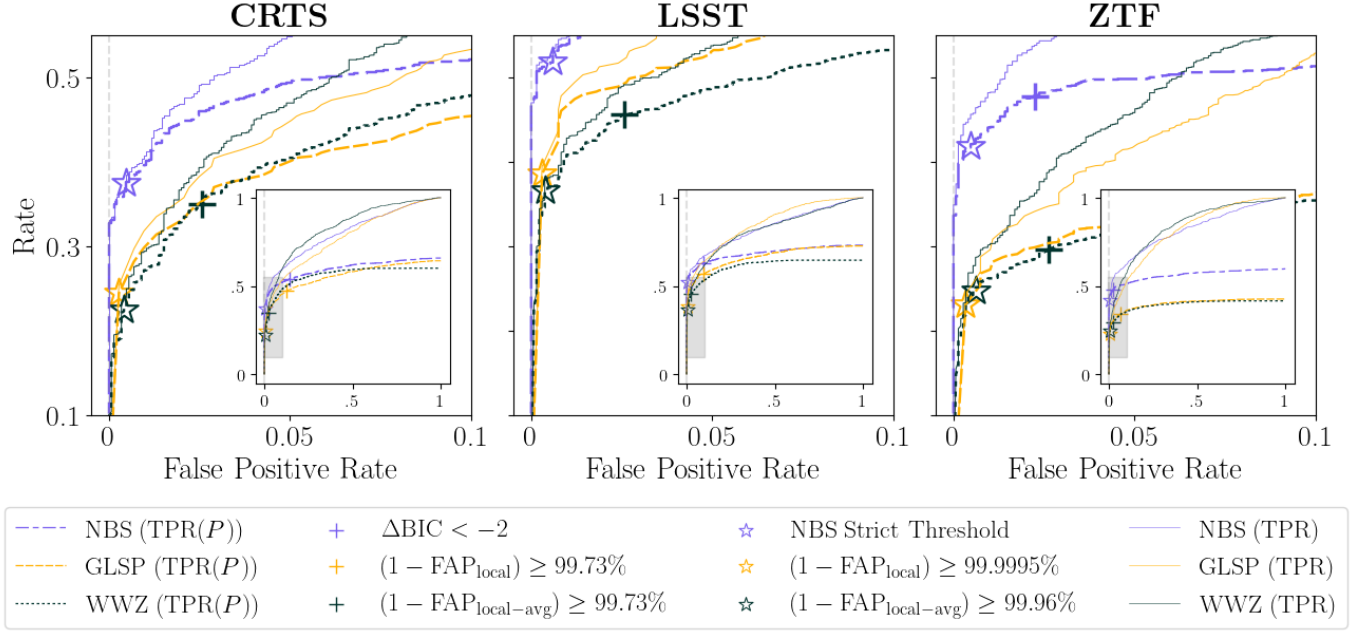 CRTS
LSST
ZTF
Rate
0.5
0.3
0.1
0
0.05
0.1
False Positive Rate
1
.5
0
0
.5
1
0
0.05
0.1
False Positive Rate
1
.5
0
0
.5
1
0
0.05
0.1
False Positive Rate
1
.5
0
0
.5
1
NBS (TPR(P))
ΔBIC < −2
NBS Strict Threshold
NBS (TPR)
GLSP (TPR(P))
(1 − FAP_local) ≥ 99.73%
(1 − FAP_local) ≥ 99.9995%
GLSP (TPR)
WWZ (TPR(P))
(1 − FAP_local−avg) ≥ 99.73%
(1 − FAP_local−avg) ≥ 99.96%
WWZ (TPR)